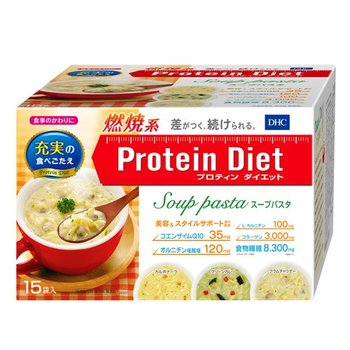 Protein Diet
DHC
食事のかわりに
燃焼系 差がつく、続けられる。
充実の
食べごたえ
Protein Diet
Protein Diet
プロティン ダイエット
Soup pasta スープパスタ
美容&スタイルサポート
コエンザイムQ10 35mg
オルニチン塩酸塩 120mg
L-カルニチン 100mg
コラーゲン 3,000mg
食物繊維 8,300mg
15袋入
カルボナーラ
クラムチャウダー